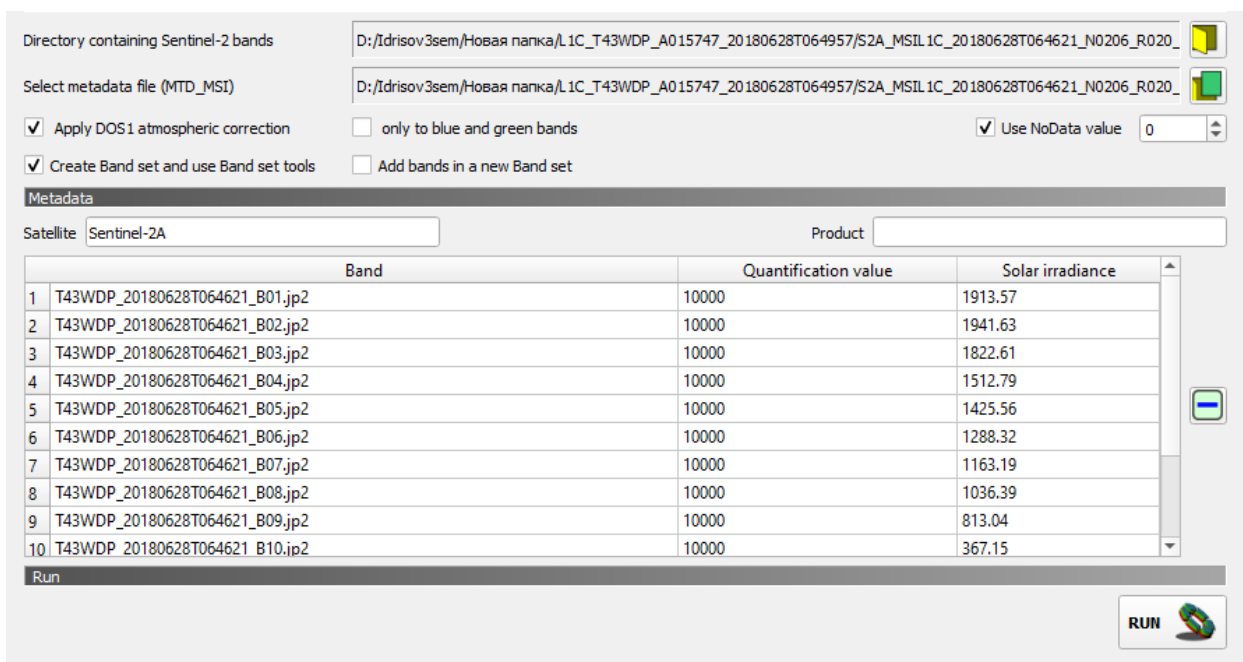 Directory containing Sentinel-2 bands D:/Idrisov3sem/Новая папка/L1C_T43WDP_A015747_20180628T064957/S2A_MSIL1C_20180628T064621_N0206_R020_
Select metadata file (MTD_MSI) D:/Idrisov3sem/Новая папка/L1C_T43WDP_A015747_20180628T064957/S2A_MSIL1C_20180628T064621_N0206_R020_
Apply DOS1 atmospheric correction only to blue and green bands Use NoData value 0
Create Band set and use Band set tools Add bands in a new Band set
Metadata
Satellite Sentinel-2A Product
Band Quantification value Solar irradiance
1 T43WDP_20180628T064621_B01.jp2 10000 1913.57
2 T43WDP_20180628T064621_B02.jp2 10000 1941.63
3 T43WDP_20180628T064621_B03.jp2 10000 1822.61
4 T43WDP_20180628T064621_B04.jp2 10000 1512.79
5 T43WDP_20180628T064621_B05.jp2 10000 1425.56
6 T43WDP_20180628T064621_B06.jp2 10000 1288.32
7 T43WDP_20180628T064621_B07.jp2 10000 1163.19
8 T43WDP_20180628T064621_B08.jp2 10000 1036.39
9 T43WDP_20180628T064621_B09.jp2 10000 813.04
10 T43WDP_20180628T064621_B10.jp2 10000 367.15
Run
RUN